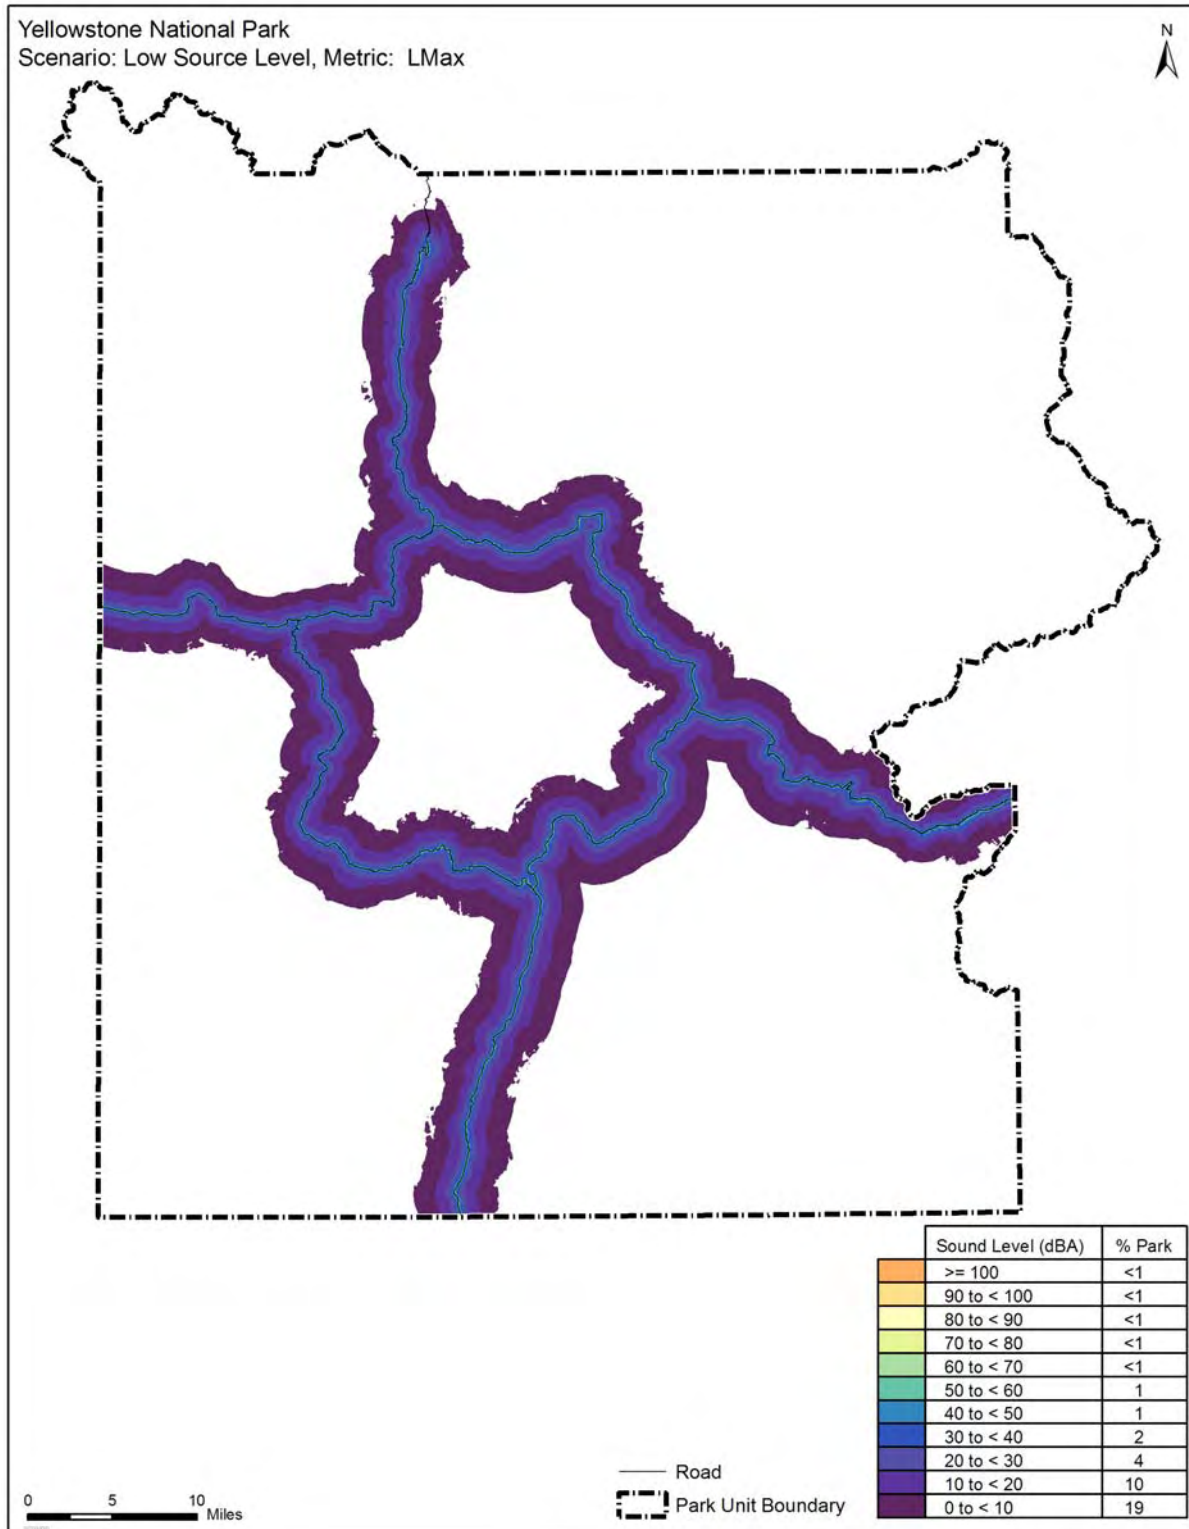 Yellowstone National Park
Scenario: Low Source Level, Metric: LMax
N
Sound Level (dBA) % Park
>= 100 <1
90 to < 100 <1
80 to < 90 <1
70 to < 80 <1
60 to < 70 <1
50 to < 60 1
40 to < 50 1
30 to < 40 2
20 to < 30 4
10 to < 20 10
0 to < 10 19
Road
Park Unit Boundary
0 5 10
Miles